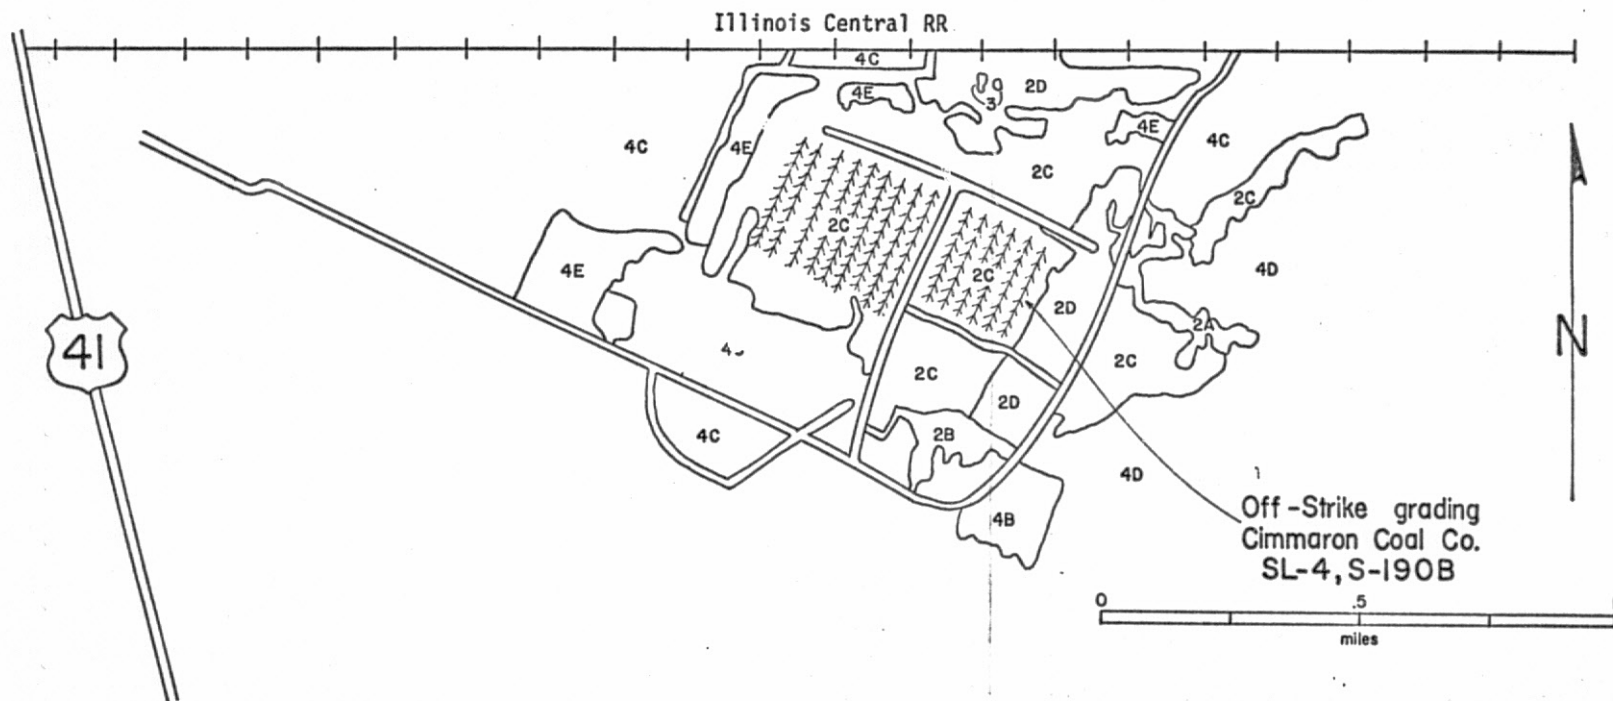 Illinois Central RR
4C
4E
3
2D
4E
4C
4C
4E
2C
2C
2C
4E
2C
4D
2D
2A
41
2C
2C
2D
4C
2B
4D
4B
N
Off-Strike grading
Cimmaron Coal Co.
SL-4, S-190B
0 .5
miles